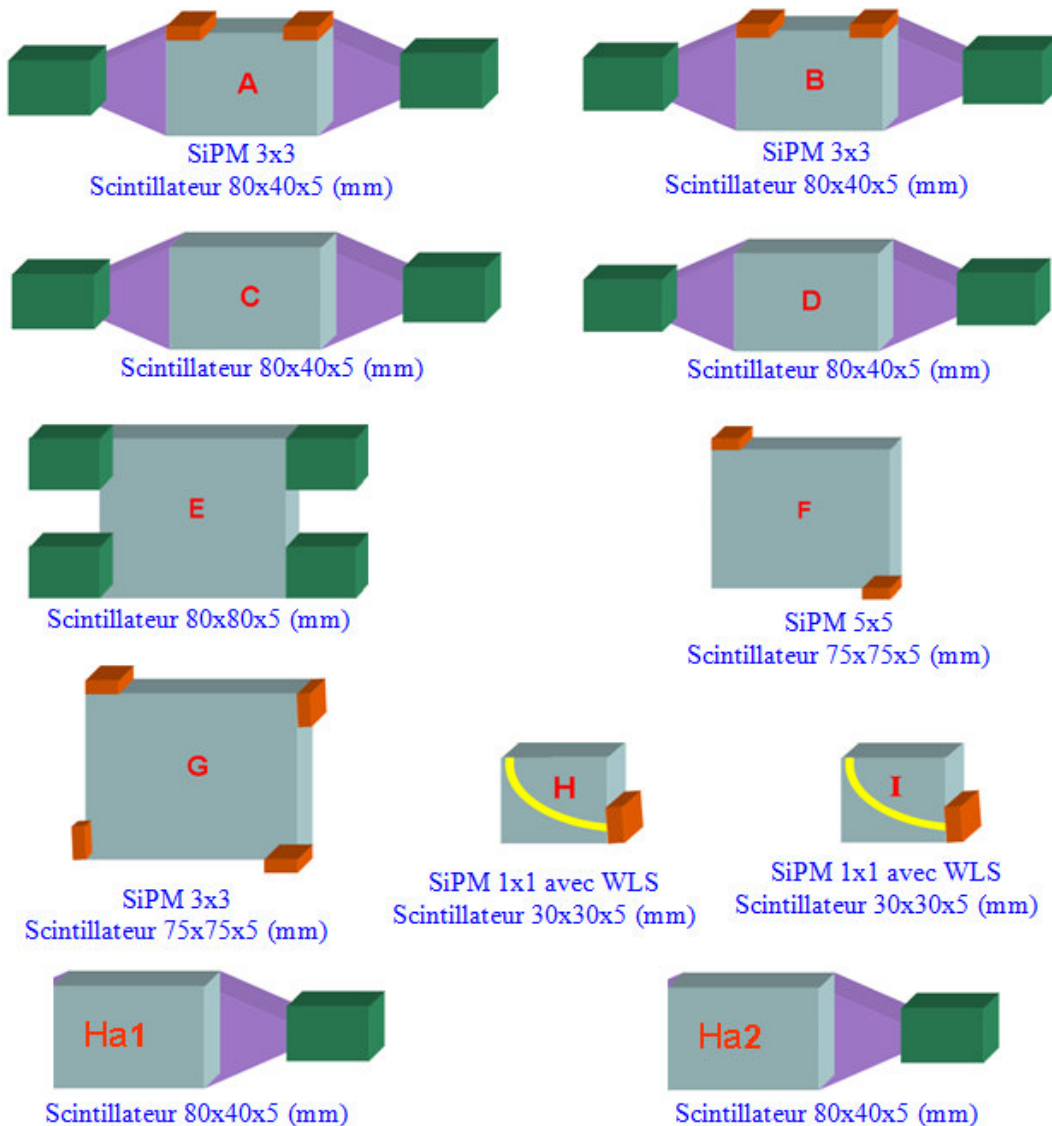 A
B
SiPM 3x3
Scintillateur 80x40x5 (mm)
SiPM 3x3
Scintillateur 80x40x5 (mm)
C
D
Scintillateur 80x40x5 (mm)
Scintillateur 80x40x5 (mm)
E
F
Scintillateur 80x80x5 (mm)
SiPM 5x5
Scintillateur 75x75x5 (mm)
G
H
I
SiPM 3x3
Scintillateur 75x75x5 (mm)
SiPM 1x1 avec WLS
Scintillateur 30x30x5 (mm)
SiPM 1x1 avec WLS
Scintillateur 30x30x5 (mm)
Ha1
Ha2
Scintillateur 80x40x5 (mm)
Scintillateur 80x40x5 (mm)